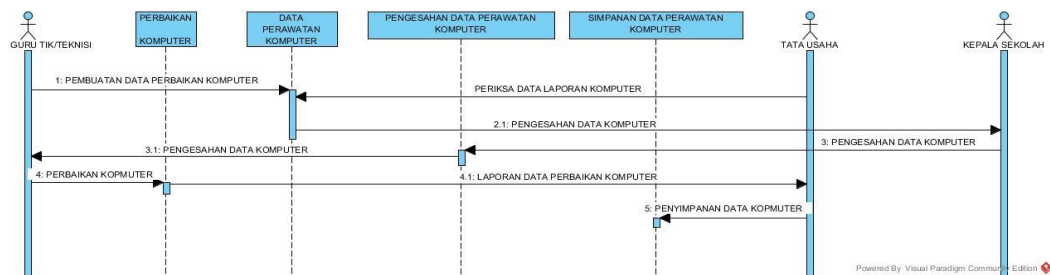 PERBAIKAN
KOMPUTER
DATA
PERAWATAN
KOMPUTER
PENGESAHAN DATA PERAWATAN
KOMPUTER
SIMPANAN DATA PERAWATAN
KOMPUTER
GURU TIK/TEKNISI
TATA USAHA
KEPALA SEKOLAH
1: PEMBUATAN DATA PERBAIKAN KOMPUTER
PERIKSA DATA LAPORAN KOMPUTER
2.1: PENGESAHAN DATA KOMPUTER
3: PENGESAHAN DATA KOMPUTER
3.1: PENGESAHAN DATA KOMPUTER
4: PERBAIKAN KOPMUTER
4.1: LAPORAN DATA PERBAIKAN KOMPUTER
5: PENYIMPANAN DATA KOPMUTER
Powered By Visual Paradigm Community Edition